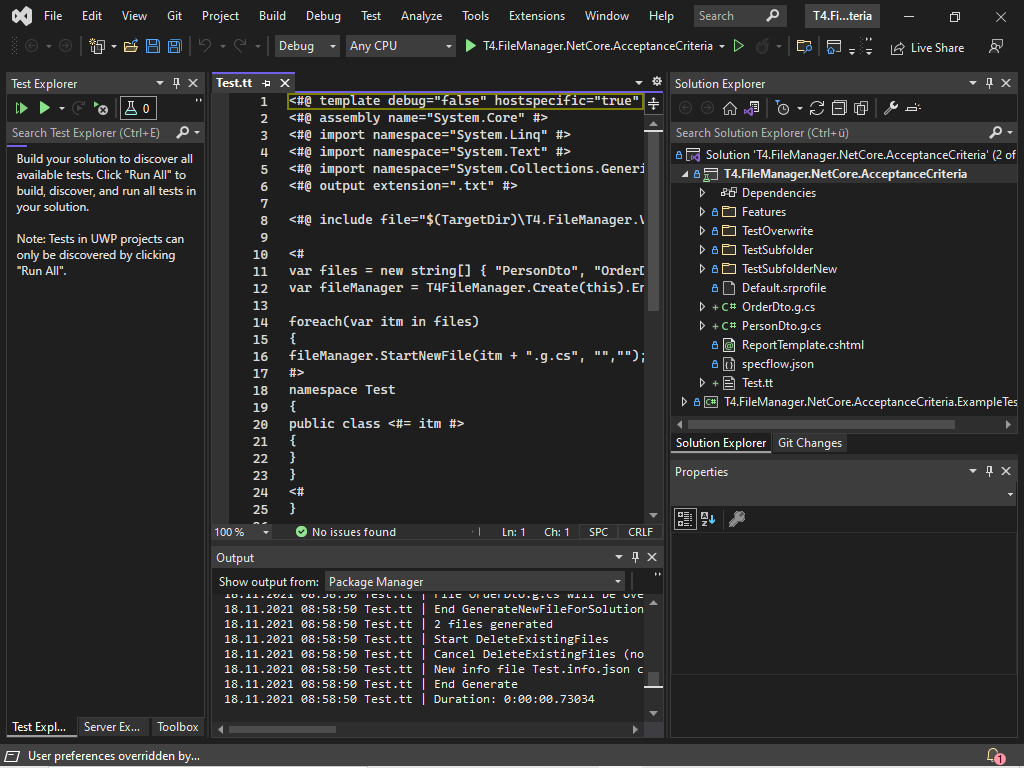 File Edit View Git Project Build Debug Test Analyze Tools Extensions Window Help Search T4.Fi...teria
Debug Any CPU T4.FileManager.NetCore.AcceptanceCriteria Live Share
Test Explorer
0
Search Test Explorer (Ctrl+E)
Build your solution to discover all
available tests. Click "Run All" to
build, discover, and run all tests in
your solution.
Note: Tests in UWP projects can
only be discovered by clicking
"Run All".
Test Expl... Server Ex... Toolbox
Test.tt
1 <#@ template debug="false" hostspecific="true"
2 <#@ assembly name="System.Core" #>
3 <#@ import namespace="System.Linq" #>
4 <#@ import namespace="System.Text" #>
5 <#@ import namespace="System.Collections.Generi
6 <#@ output extension=".txt" #>
7
8 <#@ include file="$(TargetDir)\T4.FileManager.V
9
10 <#
11 var files = new string[] { "PersonDto", "OrderD
12 var fileManager = T4FileManager.Create(this).En
13
14 foreach(var itm in files)
15 {
16 fileManager.StartNewFile(itm + ".g.cs", "","");
17 #>
18 namespace Test
19 {
20 public class <#= itm #>
21 {
22 }
23 }
24 <#
25 }
100 % No issues found Ln: 1 Ch: 1 SPC CRLF
Output
Show output from: Package Manager
18.11.2021 08:58:50 Test.tt | File OrderDto.g.cs will be ove
18.11.2021 08:58:50 Test.tt | End GenerateNewFileForSolution
18.11.2021 08:58:50 Test.tt | 2 files generated
18.11.2021 08:58:50 Test.tt | Start DeleteExistingFiles
18.11.2021 08:58:50 Test.tt | Cancel DeleteExistingFiles (no
18.11.2021 08:58:50 Test.tt | New info file Test.info.json c
18.11.2021 08:58:50 Test.tt | End Generate
18.11.2021 08:58:50 Test.tt | Duration: 0:00:00.73034
Solution Explorer
Search Solution Explorer (Ctrl+ü)
Solution 'T4.FileManager.NetCore.AcceptanceCriteria' (2 of
T4.FileManager.NetCore.AcceptanceCriteria
Dependencies
Features
TestOverwrite
TestSubfolder
TestSubfolderNew
Default.srprofile
+ C# OrderDto.g.cs
+ C# PersonDto.g.cs
ReportTemplate.cshtml
specflow.json
+ Test.tt
C# T4.FileManager.NetCore.AcceptanceCriteria.ExampleTes
Solution Explorer Git Changes
Properties
User preferences overridden by... 1